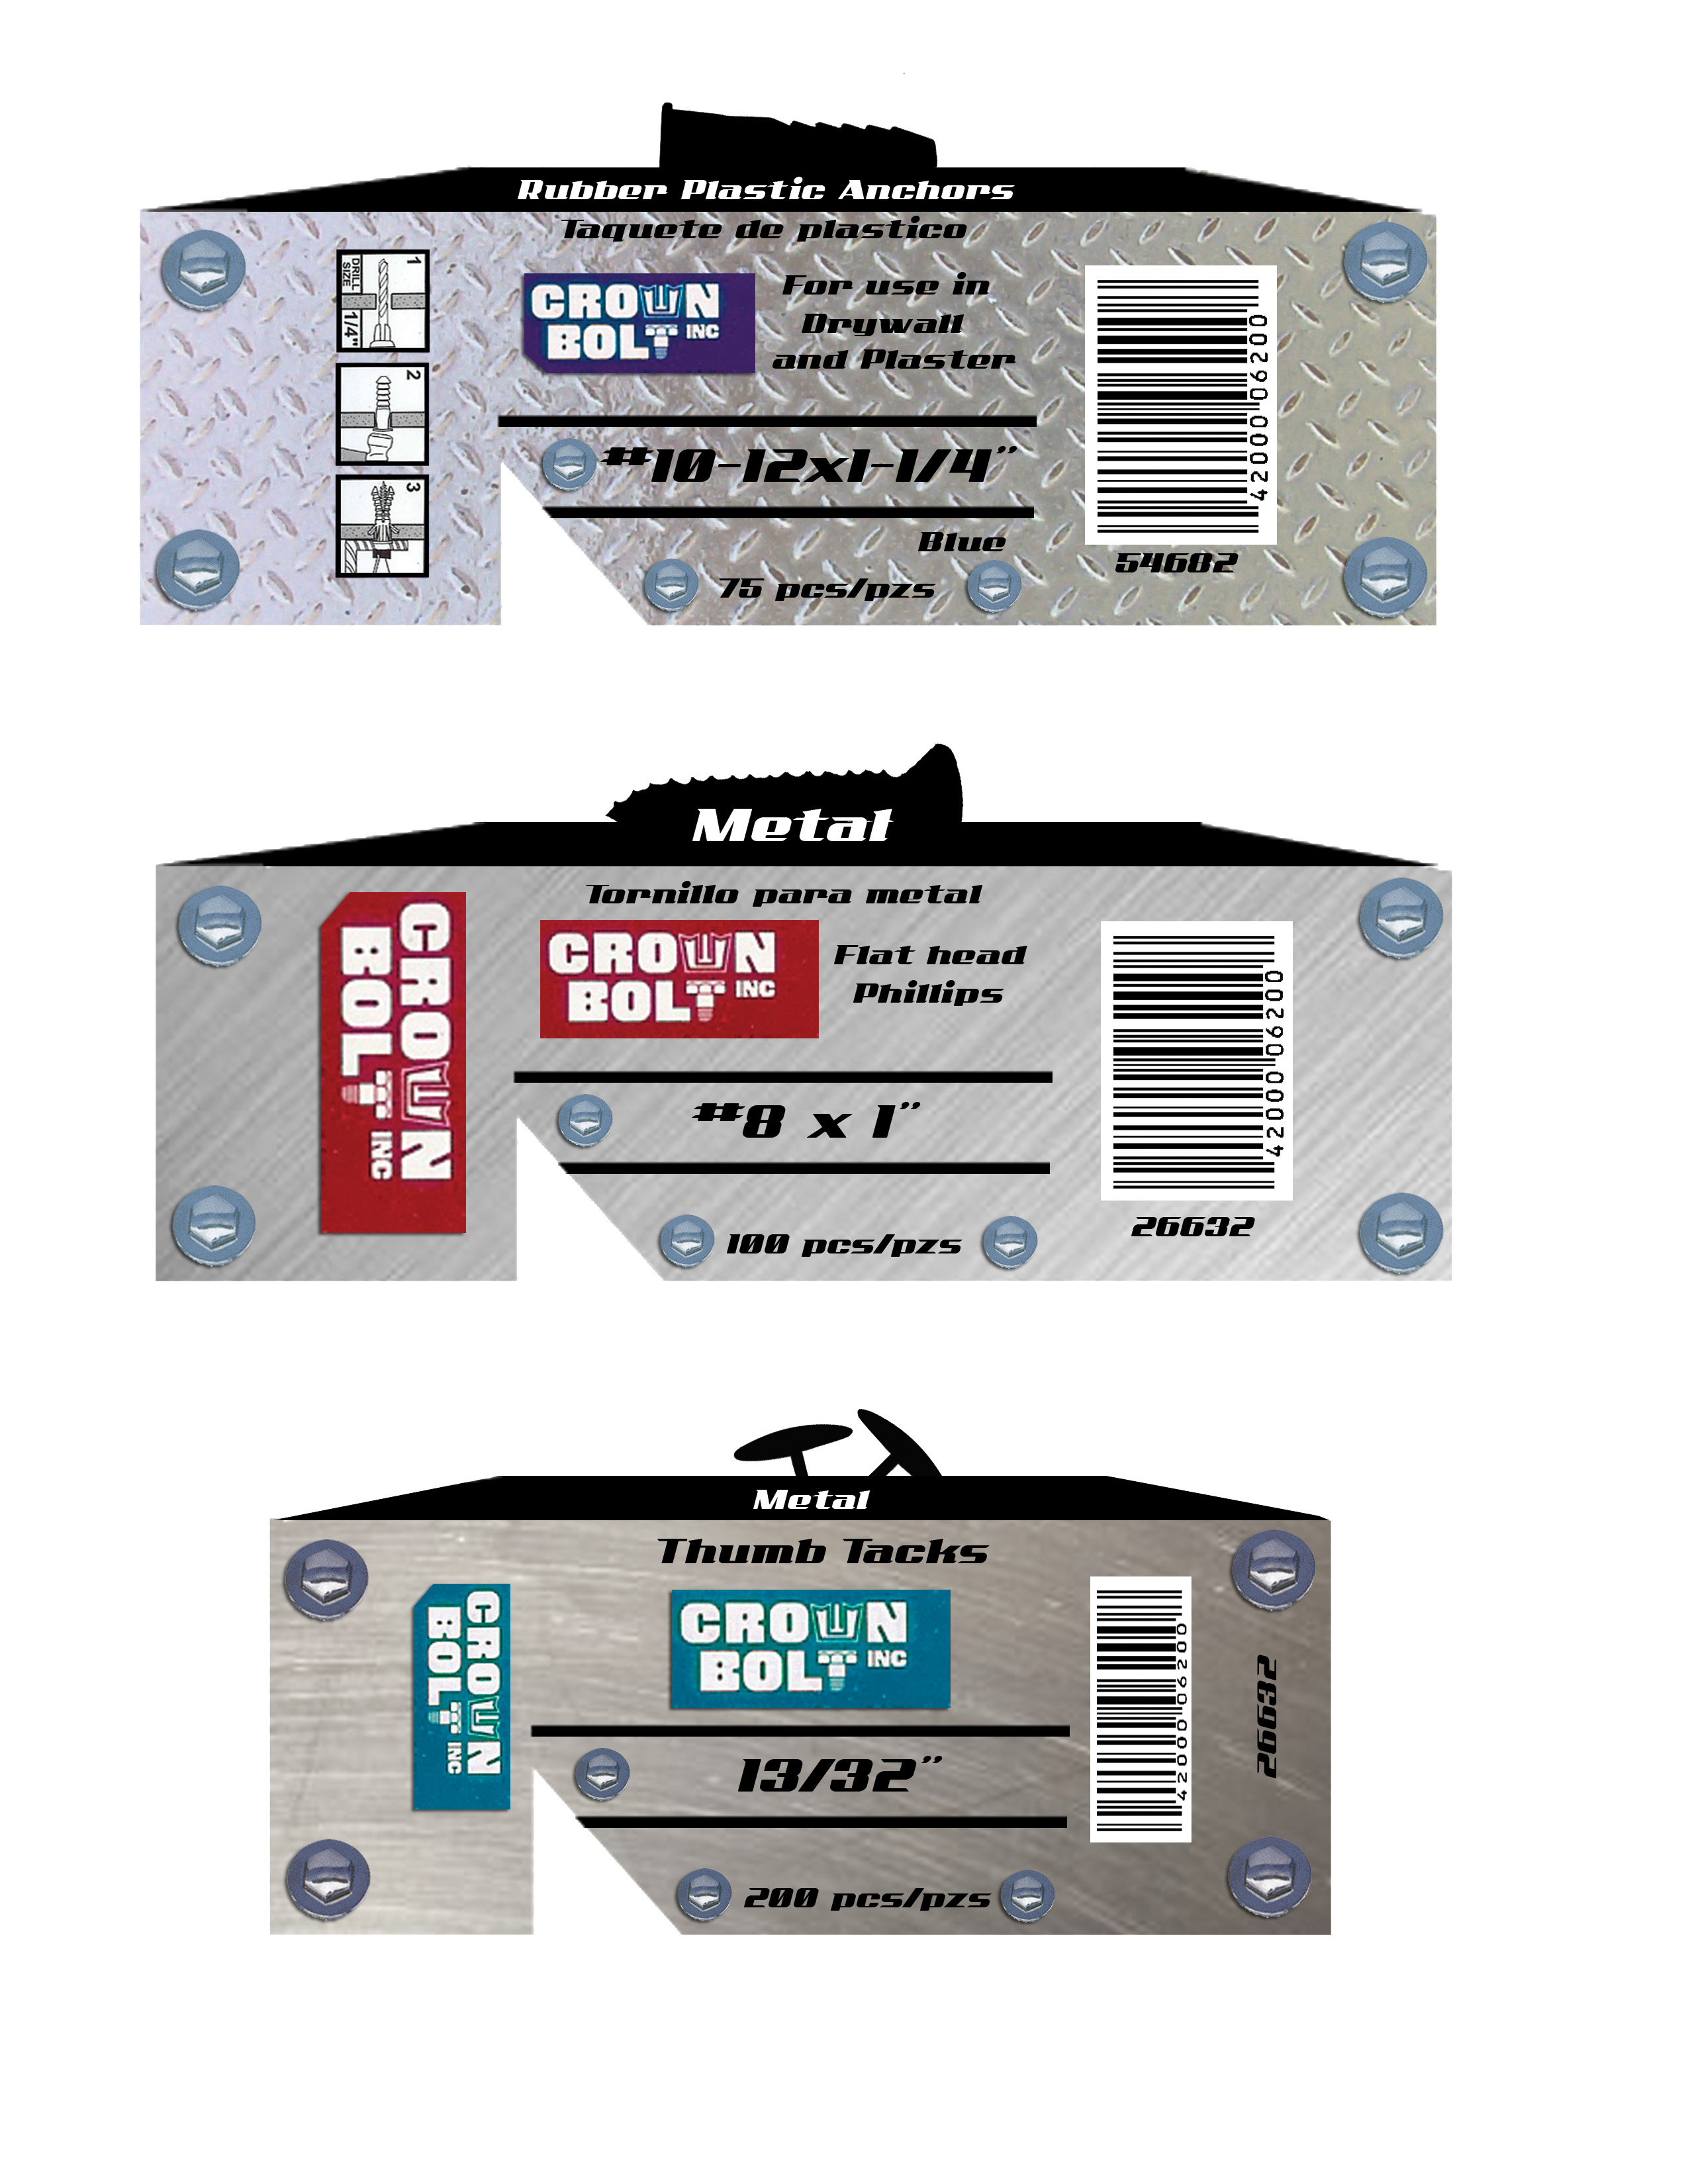 Rubber Plastic Anchors
Taquete de plastico
1
DRILL SIZE 1/4"
2
3
CROWN
BOLT INC
For use in
Drywall
and Plaster
#10-12x1-1/4"
Blue
75 pcs/pzs
42000 06200
54682
Metal
Tornillo para metal
CROWN
BOLT INC
CROWN
BOLT INC
Flat head
Phillips
#8 x 1"
100 pcs/pzs
42000 06200
26632
Metal
Thumb Tacks
CROWN
BOLT INC
CROWN
BOLT INC
13/32"
200 pcs/pzs
42000 06200
26632